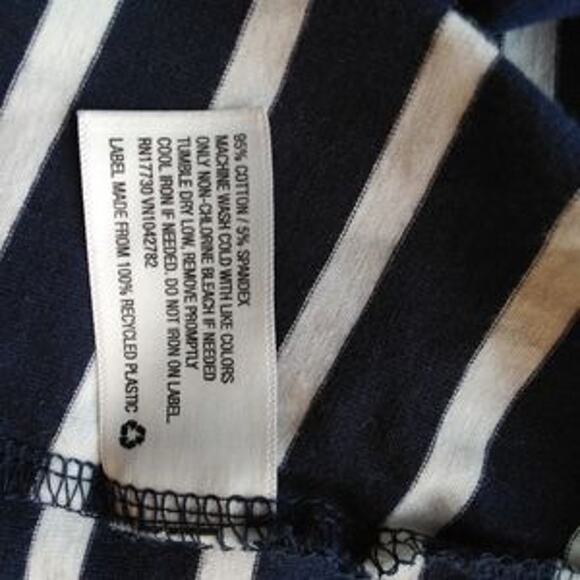 95% COTTON / 5% SPANDEX
MACHINE WASH COLD WITH LIKE COLORS
ONLY NON-CHLORINE BLEACH IF NEEDED
TUMBLE DRY LOW, REMOVE PROMPTLY
COOL IRON IF NEEDED. DO NOT IRON ON LABEL.
RN17730 VN1042782
LABEL MADE FROM 100% RECYCLED PLASTIC